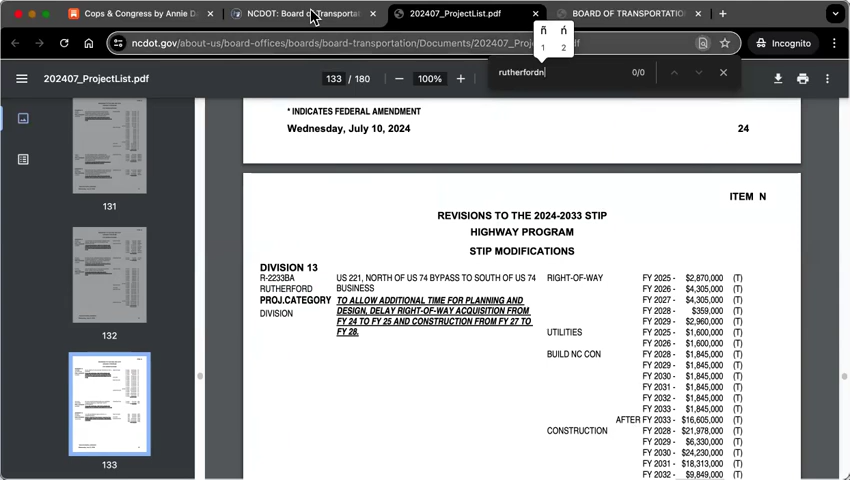 Cops & Congress by Annie D
NCDOT: Board of Transportat
202407_ProjectList.pdf
BOARD OF TRANSPORTATION
ncdot.gov/about-us/board-offices/boards/board-transportation/Documents/202407_Proj
df
Incognito
ñ ń
1 2
rutherfordn
0/0
202407_ProjectList.pdf
133 / 180
100%
131
132
133
* INDICATES FEDERAL AMENDMENT
Wednesday, July 10, 2024
24
ITEM N
REVISIONS TO THE 2024-2033 STIP
HIGHWAY PROGRAM
STIP MODIFICATIONS
DIVISION 13
R-2233BA US 221, NORTH OF US 74 BYPASS TO SOUTH OF US 74 RIGHT-OF-WAY FY 2025 - $2,870,000 (T)
RUTHERFORD BUSINESS FY 2026 - $4,305,000 (T)
PROJ.CATEGORY TO ALLOW ADDITIONAL TIME FOR PLANNING AND FY 2027 - $4,305,000 (T)
DIVISION DESIGN, DELAY RIGHT-OF-WAY ACQUISITION FROM FY 2028 - $359,000 (T)
FY 24 TO FY 25 AND CONSTRUCTION FROM FY 27 TO FY 2029 - $2,960,000 (T)
FY 28. UTILITIES FY 2025 - $1,600,000 (T)
FY 2026 - $1,600,000 (T)
BUILD NC CON FY 2028 - $1,845,000 (T)
FY 2029 - $1,845,000 (T)
FY 2030 - $1,845,000 (T)
FY 2031 - $1,845,000 (T)
FY 2032 - $1,845,000 (T)
FY 2033 - $1,845,000 (T)
AFTER FY 2033 - $16,605,000 (T)
CONSTRUCTION FY 2028 - $21,978,000 (T)
FY 2029 - $6,330,000 (T)
FY 2030 - $24,230,000 (T)
FY 2031 - $18,313,000 (T)
FY 2032 - $9,849,000 (T)